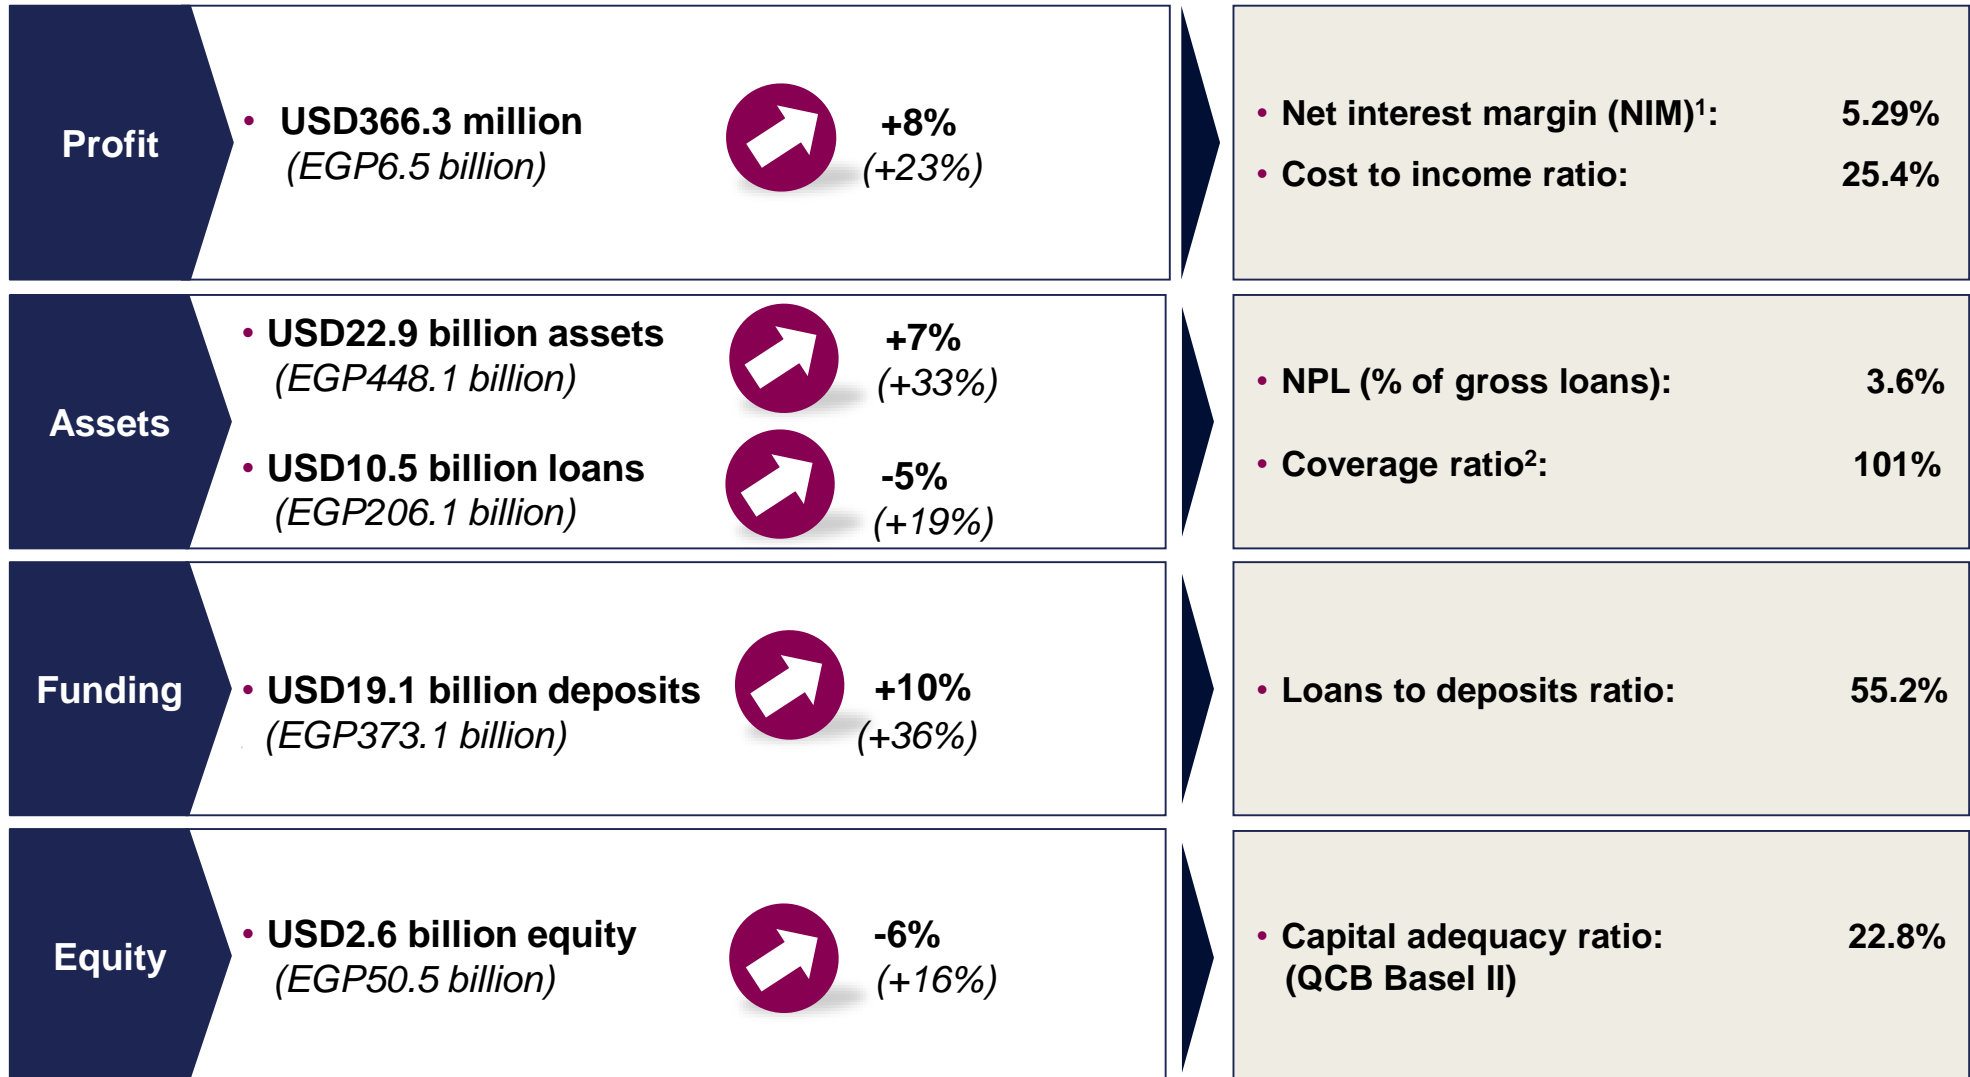 Profit
• USD366.3 million
(EGP6.5 billion)
+8%
(+23%)
• Net interest margin (NIM)¹: 5.29%
• Cost to income ratio: 25.4%
Assets
• USD22.9 billion assets
(EGP448.1 billion)
+7%
(+33%)
• USD10.5 billion loans
(EGP206.1 billion)
-5%
(+19%)
• NPL (% of gross loans): 3.6%
• Coverage ratio²: 101%
Funding
• USD19.1 billion deposits
(EGP373.1 billion)
+10%
(+36%)
• Loans to deposits ratio: 55.2%
Equity
• USD2.6 billion equity
(EGP50.5 billion)
-6%
(+16%)
• Capital adequacy ratio: 22.8%
(QCB Basel II)